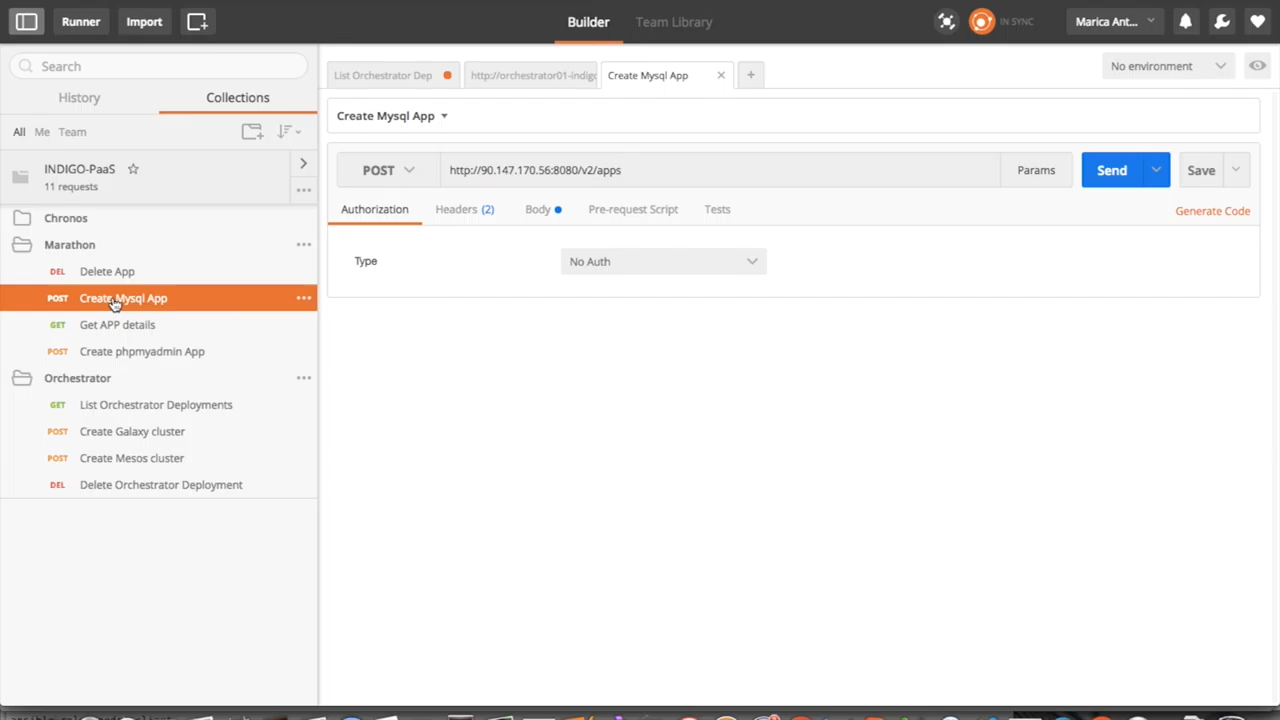 Runner Import Builder Team Library IN SYNC Marica Ant...
Search
History Collections
All Me Team
INDIGO-PaaS
11 requests
Chronos
Marathon
DEL Delete App
POST Create Mysql App
GET Get APP details
POST Create phpmyadmin App
Orchestrator
GET List Orchestrator Deployments
POST Create Galaxy cluster
POST Create Mesos cluster
DEL Delete Orchestrator Deployment
List Orchestrator Dep http://orchestrator01-indigo Create Mysql App No environment
Create Mysql App
POST http://90.147.170.56:8080/v2/apps Params Send Save
Authorization Headers (2) Body Pre-request Script Tests Generate Code
Type No Auth